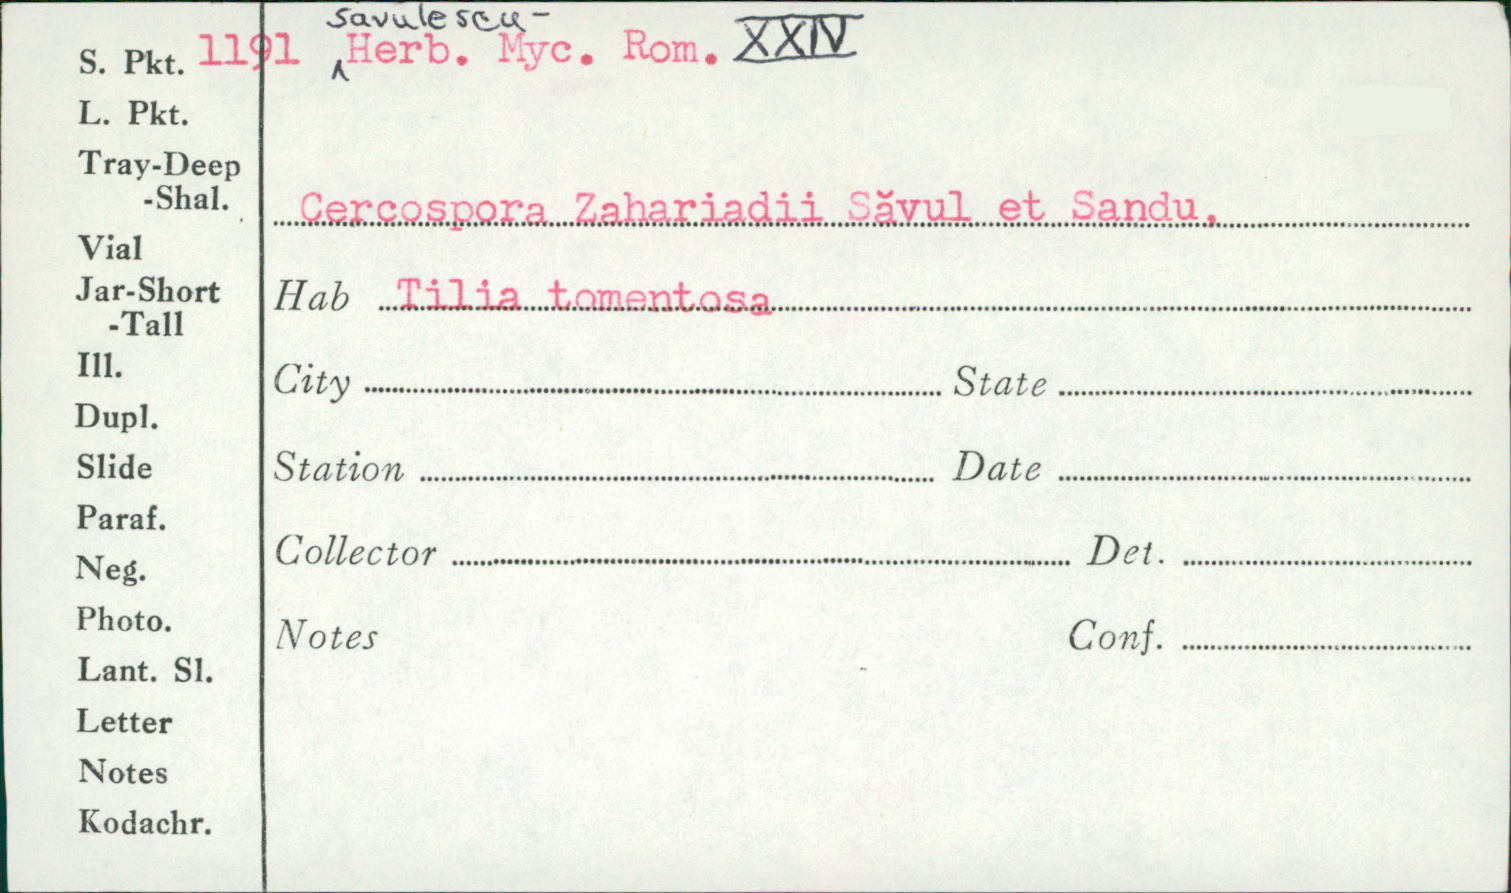 savulescu-
S. Pkt. 1191 ^Herb. Myc. Rom. XXIV
L. Pkt.
Tray-Deep
-Shal.
Cercospora Zahariadii Săvul et Sandu,
Vial
Jar-Short
-Tall
Hab Tilia tomentosa
Ill.
City State
Dupl.
Slide
Station Date
Paraf.
Neg.
Collector Det.
Photo.
Notes Conf.
Lant. Sl.
Letter
Notes
Kodachr.